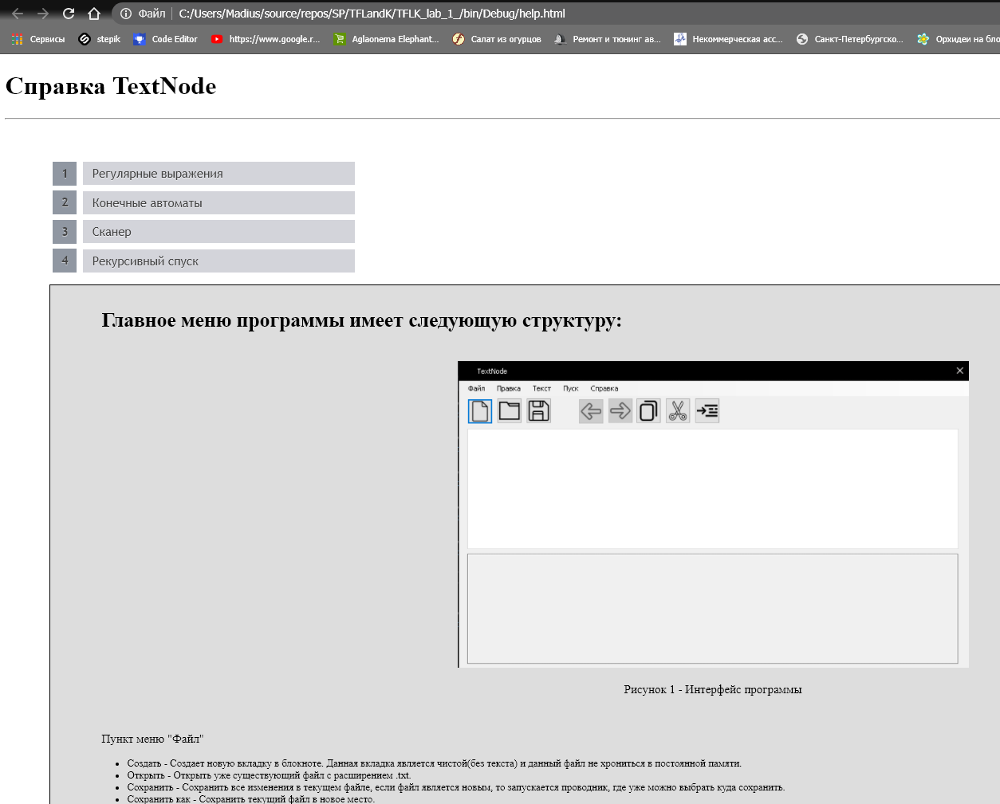 Файл C:/Users/Madius/source/repos/SP/TFLandK/TFLK_lab_1_/bin/Debug/help.html
Сервисы stepik Code Editor https://www.google.r... Aglaonema Elephant... Салат из огурцов Ремонт и тюнинг ав... Некоммерческая асс... Санкт-Петербургско... Орхидеи на бло
Справка TextNode
1 Регулярные выражения
2 Конечные автоматы
3 Сканер
4 Рекурсивный спуск
Главное меню программы имеет следующую структуру:
TextNode
Файл Правка Текст Пуск Справка
Рисунок 1 - Интерфейс программы
Пункт меню "Файл"
Создать - Создает новую вкладку в блокноте. Данная вкладка является чистой(без текста) и данный файл не хрониться в постоянной памяти.
Открыть - Открыть уже существующий файл с расширением .txt.
Сохранить - Сохранить все изменения в текущем файле, если файл является новым, то запускается проводник, где уже можно выбрать куда сохранить.
Сохранить как - Сохранить текущий файл в новое место.